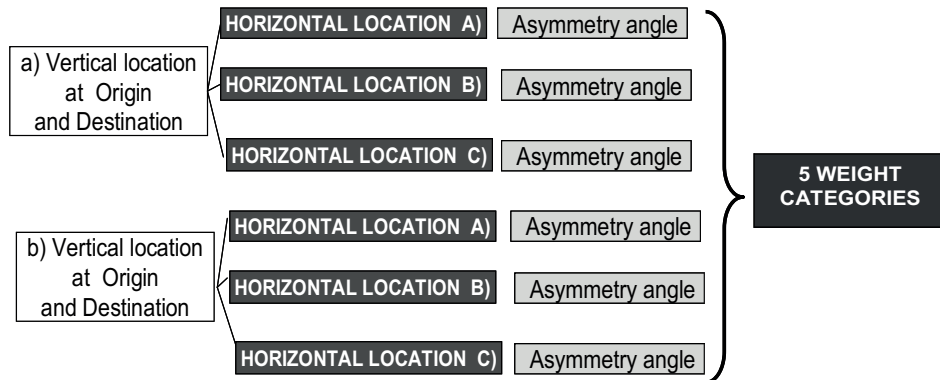 HORIZONTAL LOCATION A) Asymmetry angle
a) Vertical location
at Origin
and Destination
HORIZONTAL LOCATION B) Asymmetry angle
HORIZONTAL LOCATION C) Asymmetry angle
5 WEIGHT
CATEGORIES
b) Vertical location
at Origin
and Destination
HORIZONTAL LOCATION A) Asymmetry angle
HORIZONTAL LOCATION B) Asymmetry angle
HORIZONTAL LOCATION C) Asymmetry angle